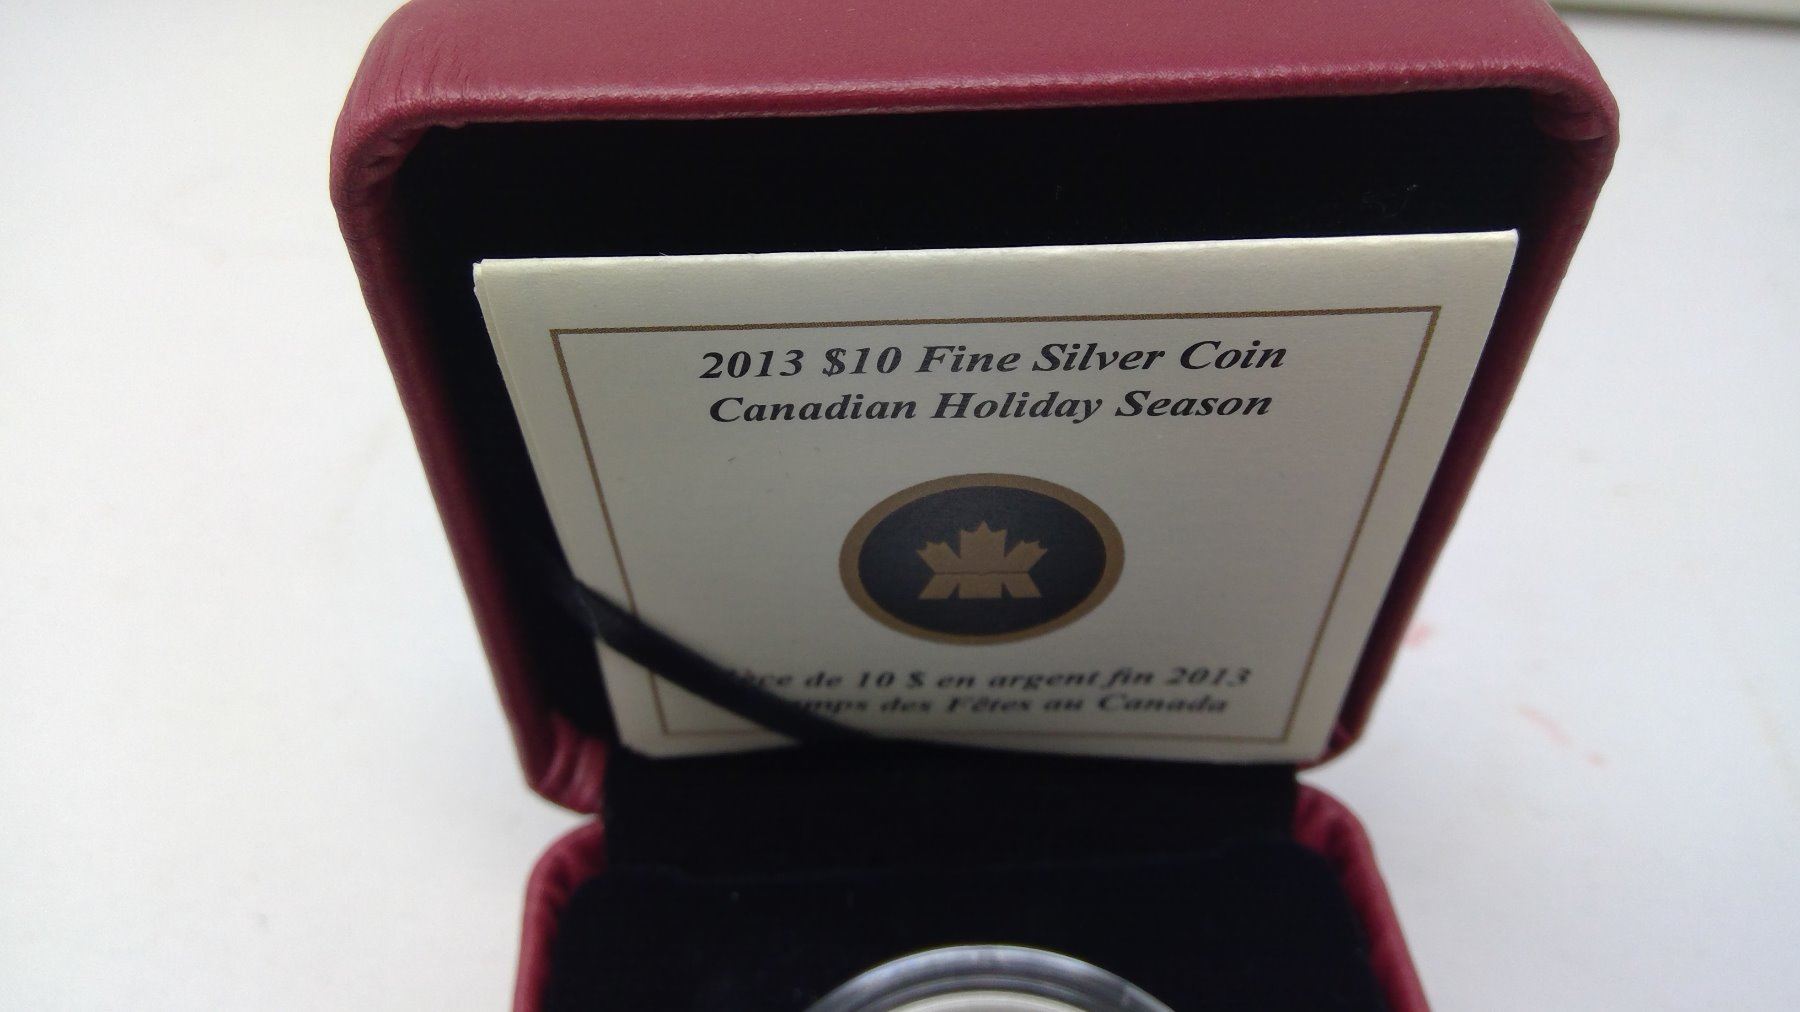 2013 $10 Fine Silver Coin
Canadian Holiday Season
de 10 $ en argent fin 2013
des Fêtes au Canada